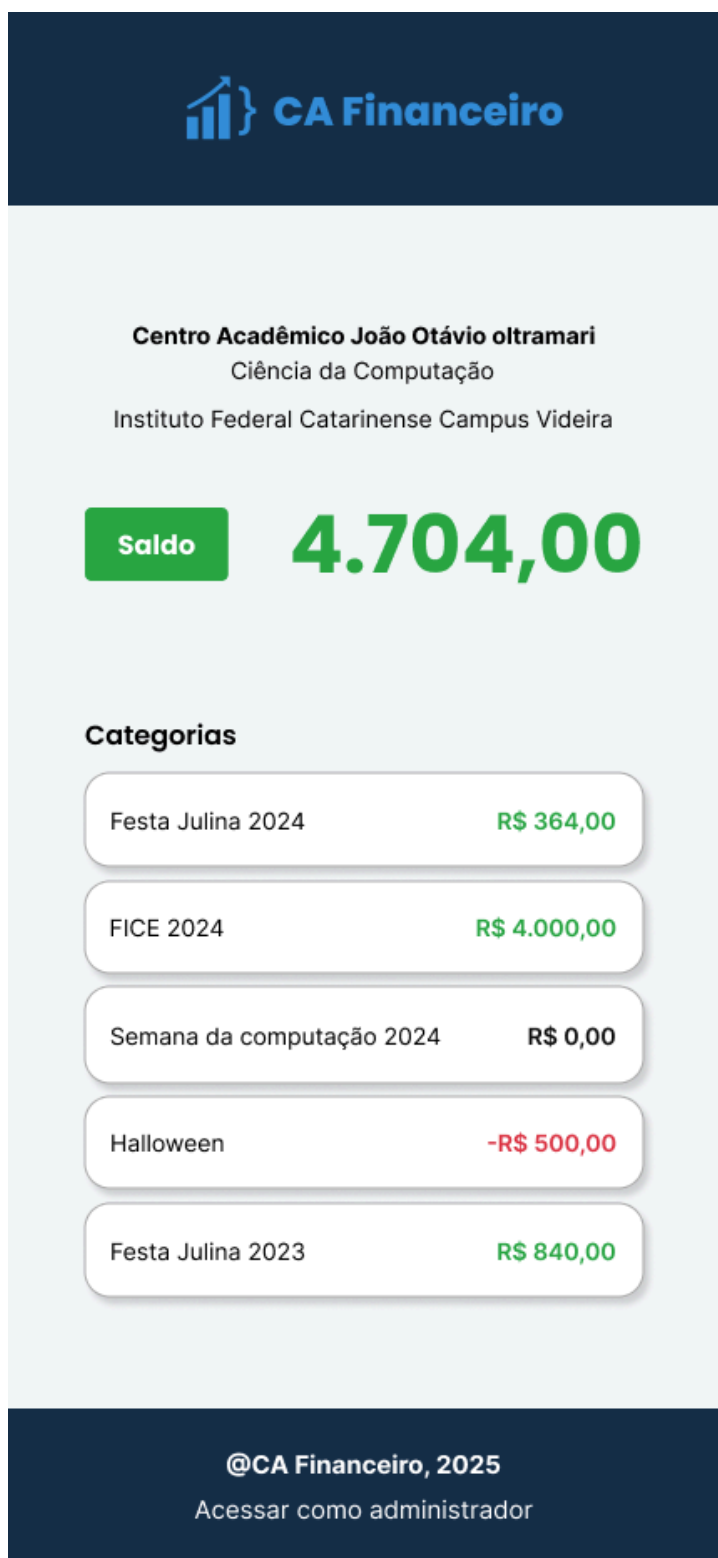 CA Financeiro
Centro Acadêmico João Otávio oltramari
Ciência da Computação
Instituto Federal Catarinense Campus Videira
Saldo 4.704,00
Categorias
Festa Julina 2024 R$ 364,00
FICE 2024 R$ 4.000,00
Semana da computação 2024 R$ 0,00
Halloween -R$ 500,00
Festa Julina 2023 R$ 840,00
@CA Financeiro, 2025
Acessar como administrador